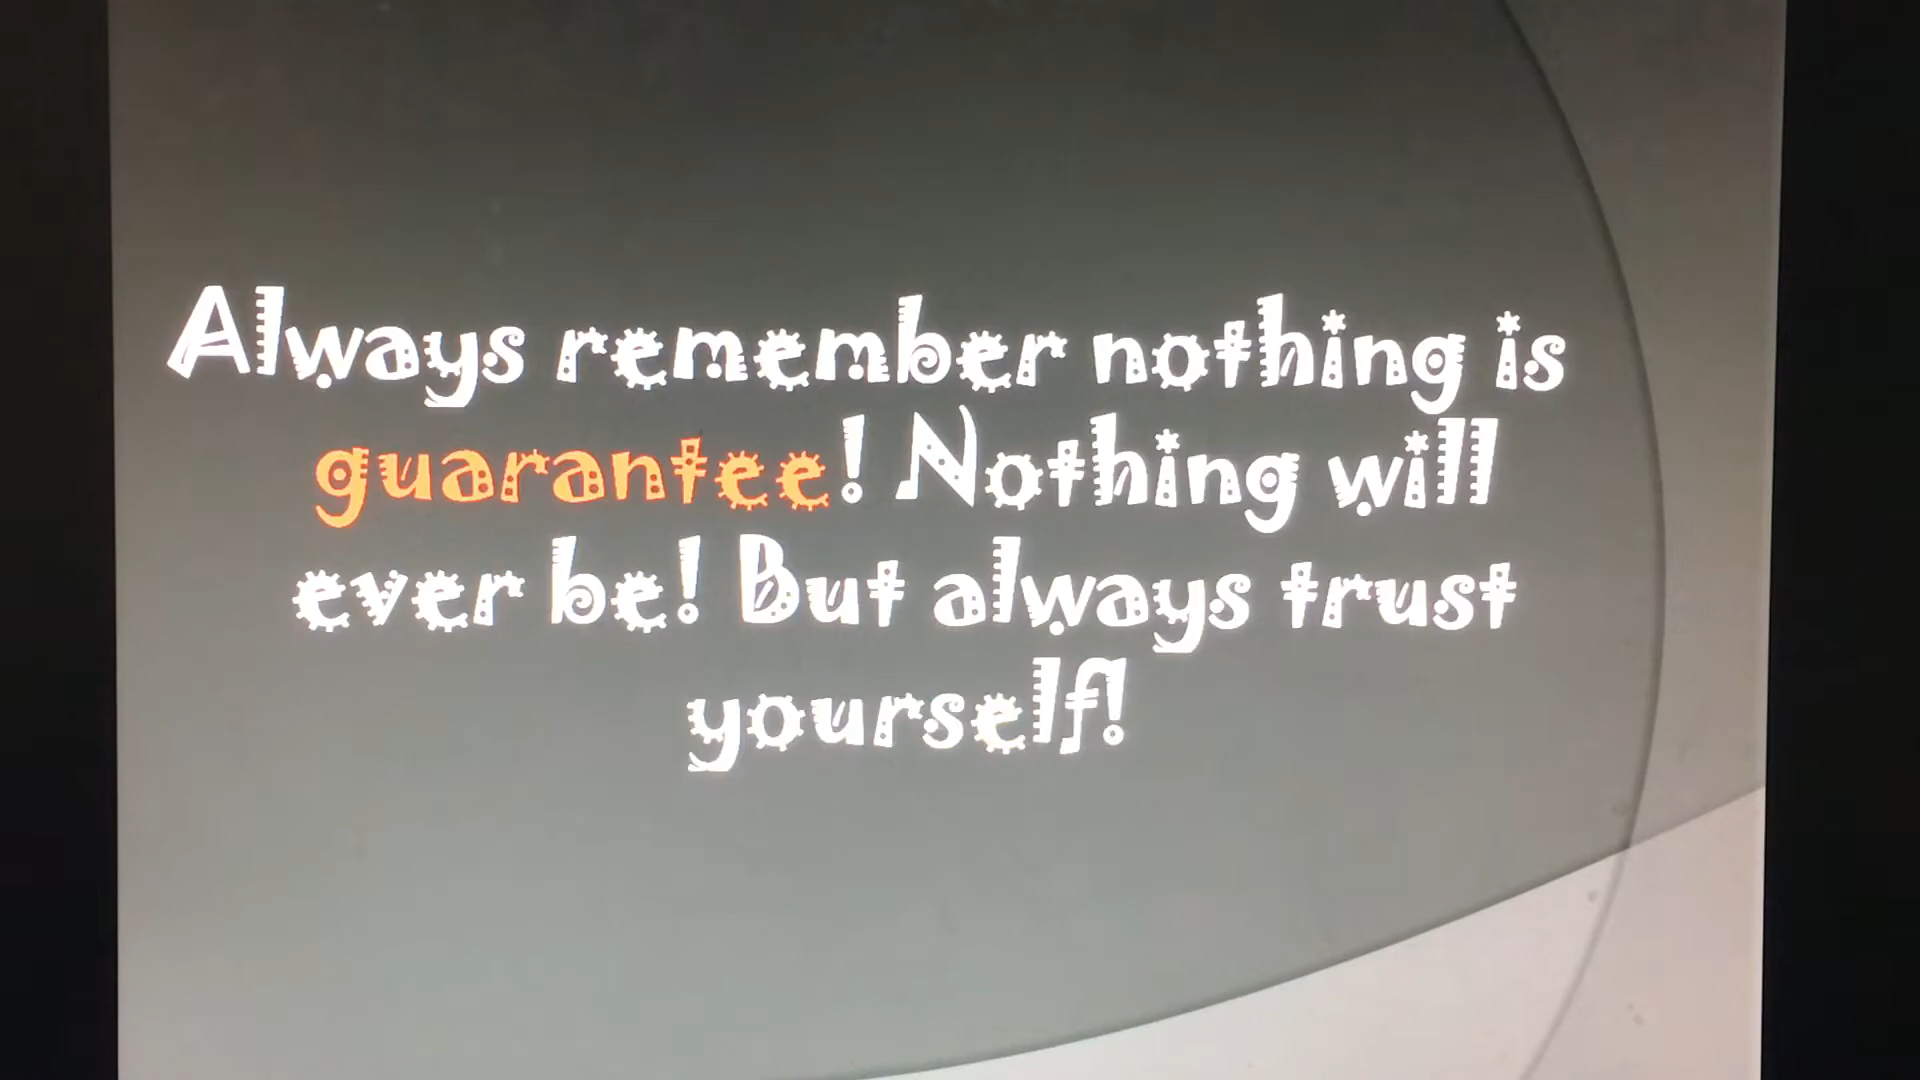 Always remember nothing is
guarantee! Nothing will
ever be! But always trust
yourself!